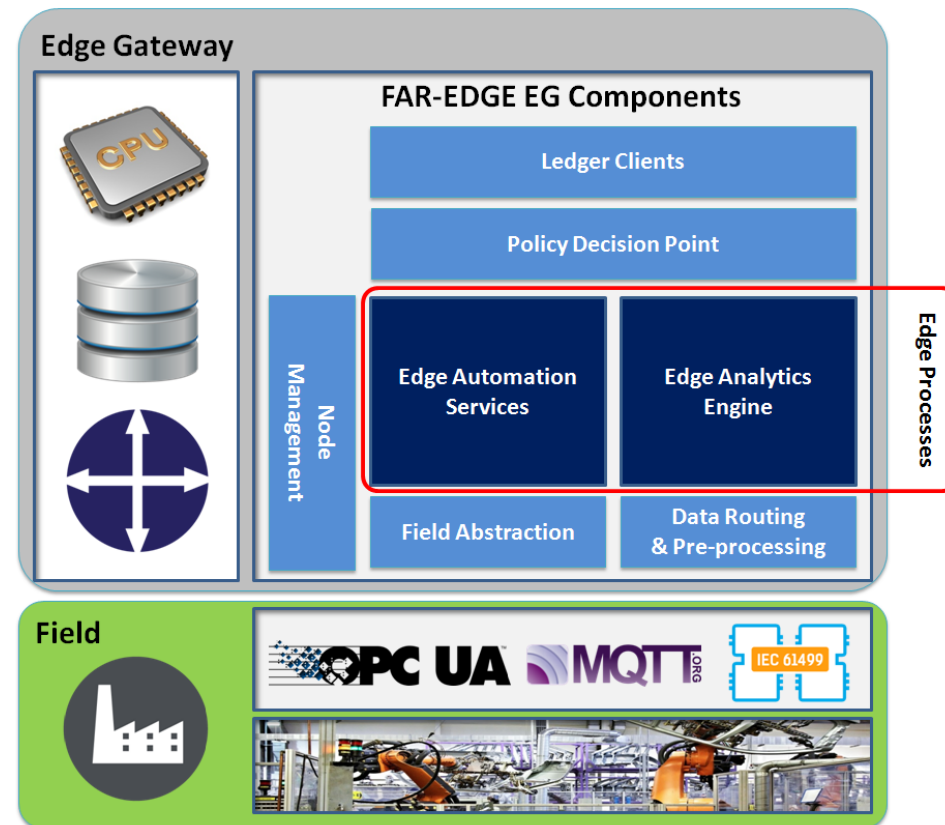 Edge Gateway
CPU
FAR-EDGE EG Components
Ledger Clients
Policy Decision Point
Node
Management
Edge Automation
Services
Edge Analytics
Engine
Edge Processes
Field Abstraction
Data Routing
& Pre-processing
Field
OPC UA
MQTT.ORG
IEC 61499